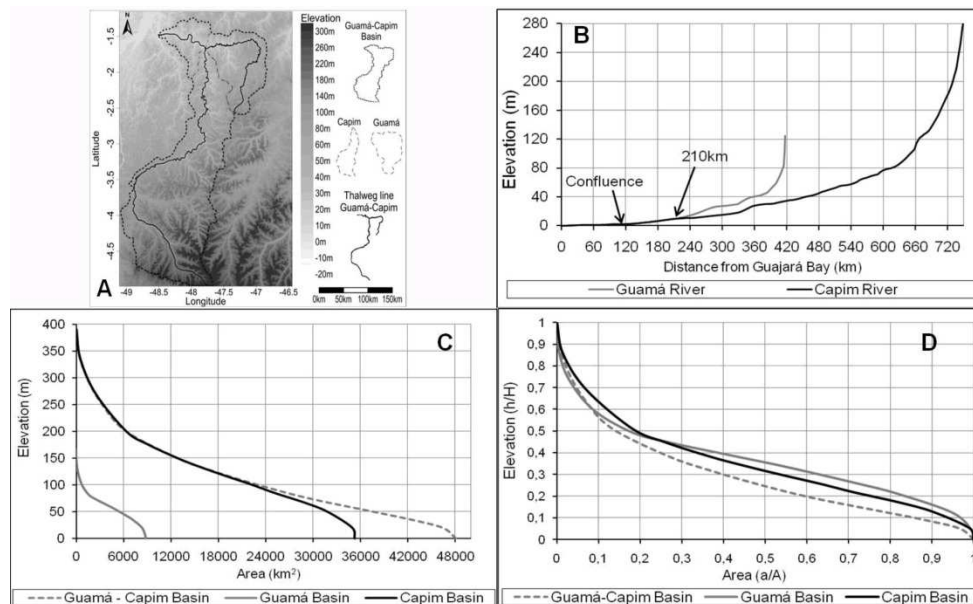 A
N
Latitude
-1.5
-2
-2.5
-3
-3.5
-4
-4.5
-49 -48.5 -48 -47.5 -47 -46.5
Longitude
Elevation
320m
300m
260m
220m
180m
140m
100m
80m
60m
50m
40m
30m
20m
10m
0m
-10m
-20m
Guamá-Capim
Basin
Capim Guamá
Thalweg line
Guamá-Capim
0km 50km 100km 150km
B
Elevation (m)
280
240
200
160
120
80
40
0
Confluence
210km
0 60 120 180 240 300 360 420 480 540 600 660 720
Distance from Guajará Bay (km)
Guamá River Capim River
C
Elevation (m)
400
350
300
250
200
150
100
50
0
0 6000 12000 18000 24000 30000 36000 42000 48000
Area (km²)
Guamá - Capim Basin Guamá Basin Capim Basin
D
Elevation (h/H)
1
0,9
0,8
0,7
0,6
0,5
0,4
0,3
0,2
0,1
0
0 0,1 0,2 0,3 0,4 0,5 0,6 0,7 0,8 0,9 1
Area (a/A)
Guamá-Capim Basin Guamá Basin Capim Basin